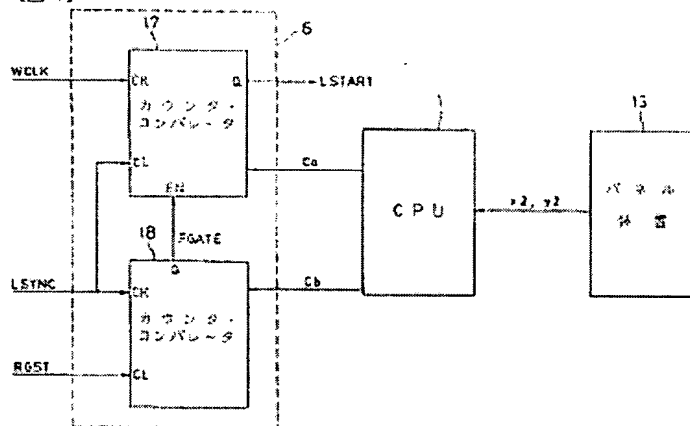 17
6
WCLK
CK
Q
LSTART
カウンタ・
コンパレータ
CL
EN
Ca
CPU
15
パネル
装置
x2, y2
FGATE
18
Q
LSYNC
CK
Cb
カウンタ・
コンパレータ
RGST
CL